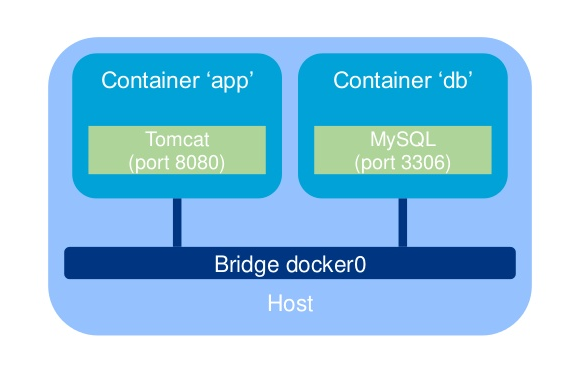 Container ‘app’
Tomcat
(port 8080)
Container ‘db’
MySQL
(port 3306)
Bridge docker0
Host